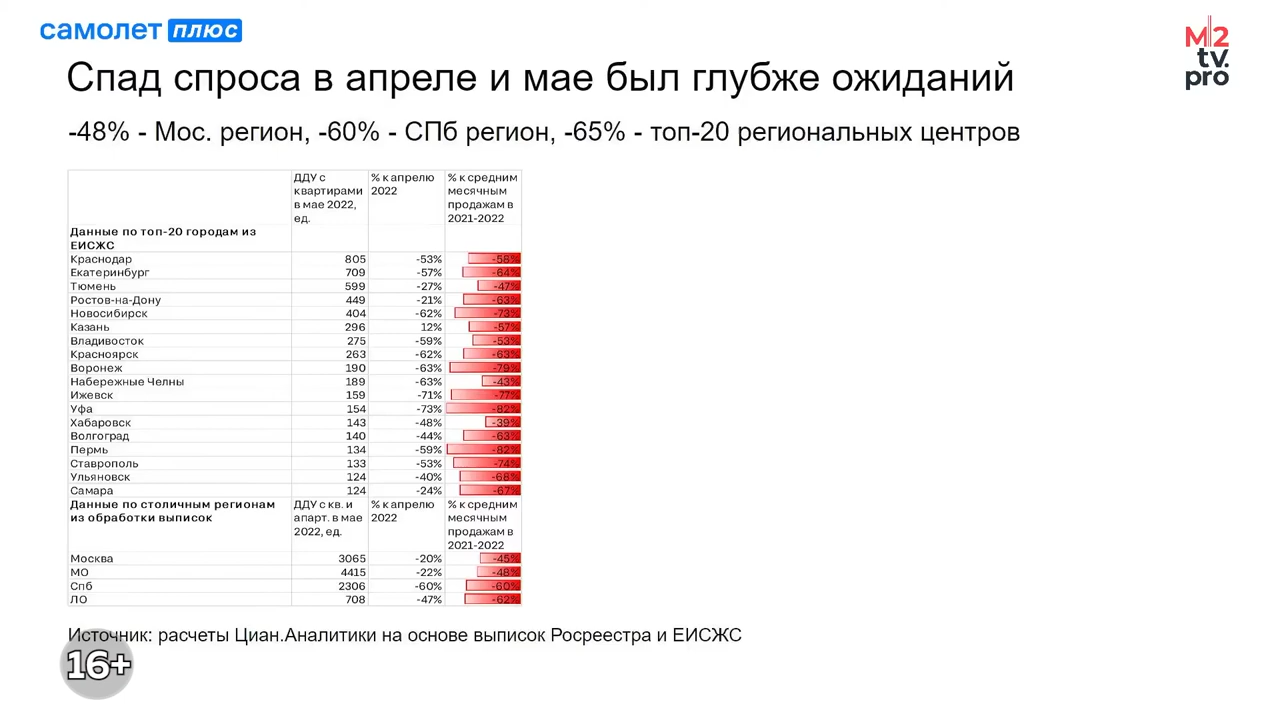 самолет плюс
M2
tv.
pro
Спад спроса в апреле и мае был глубже ожиданий
-48% - Мос. регион, -60% - СПб регион, -65% - топ-20 региональных центров
ДДУ с квартирами в мае 2022, ед. % к апрелю 2022 % к средним месячным продажам в 2021-2022
Данные по топ-20 городам из ЕИСЖС
Краснодар 805 -53% -58%
Екатеринбург 709 -57% -64%
Тюмень 599 -27% -47%
Ростов-на-Дону 449 -21% -63%
Новосибирск 404 -62% -73%
Казань 296 12% -57%
Владивосток 275 -59% -53%
Красноярск 263 -62% -63%
Воронеж 190 -63% -79%
Набережные Челны 189 -63% -43%
Ижевск 159 -71% -77%
Уфа 154 -73% -82%
Хабаровск 143 -48% -39%
Волгоград 140 -44% -63%
Пермь 134 -59% -82%
Ставрополь 133 -53% -74%
Ульяновск 124 -40% -66%
Самара 124 -24% -67%
Данные по столичным регионам из обработки выписок ДДУ с кв. и апарт. в мае 2022, ед. % к апрелю 2022 % к средним месячным продажам в 2021-2022
Москва 3065 -20% -45%
МО 4415 -22% -48%
Спб 2306 -60% -60%
ЛО 708 -47% -62%
Источник: расчеты Циан.Аналитики на основе выписок Росреестра и ЕИСЖС
16+